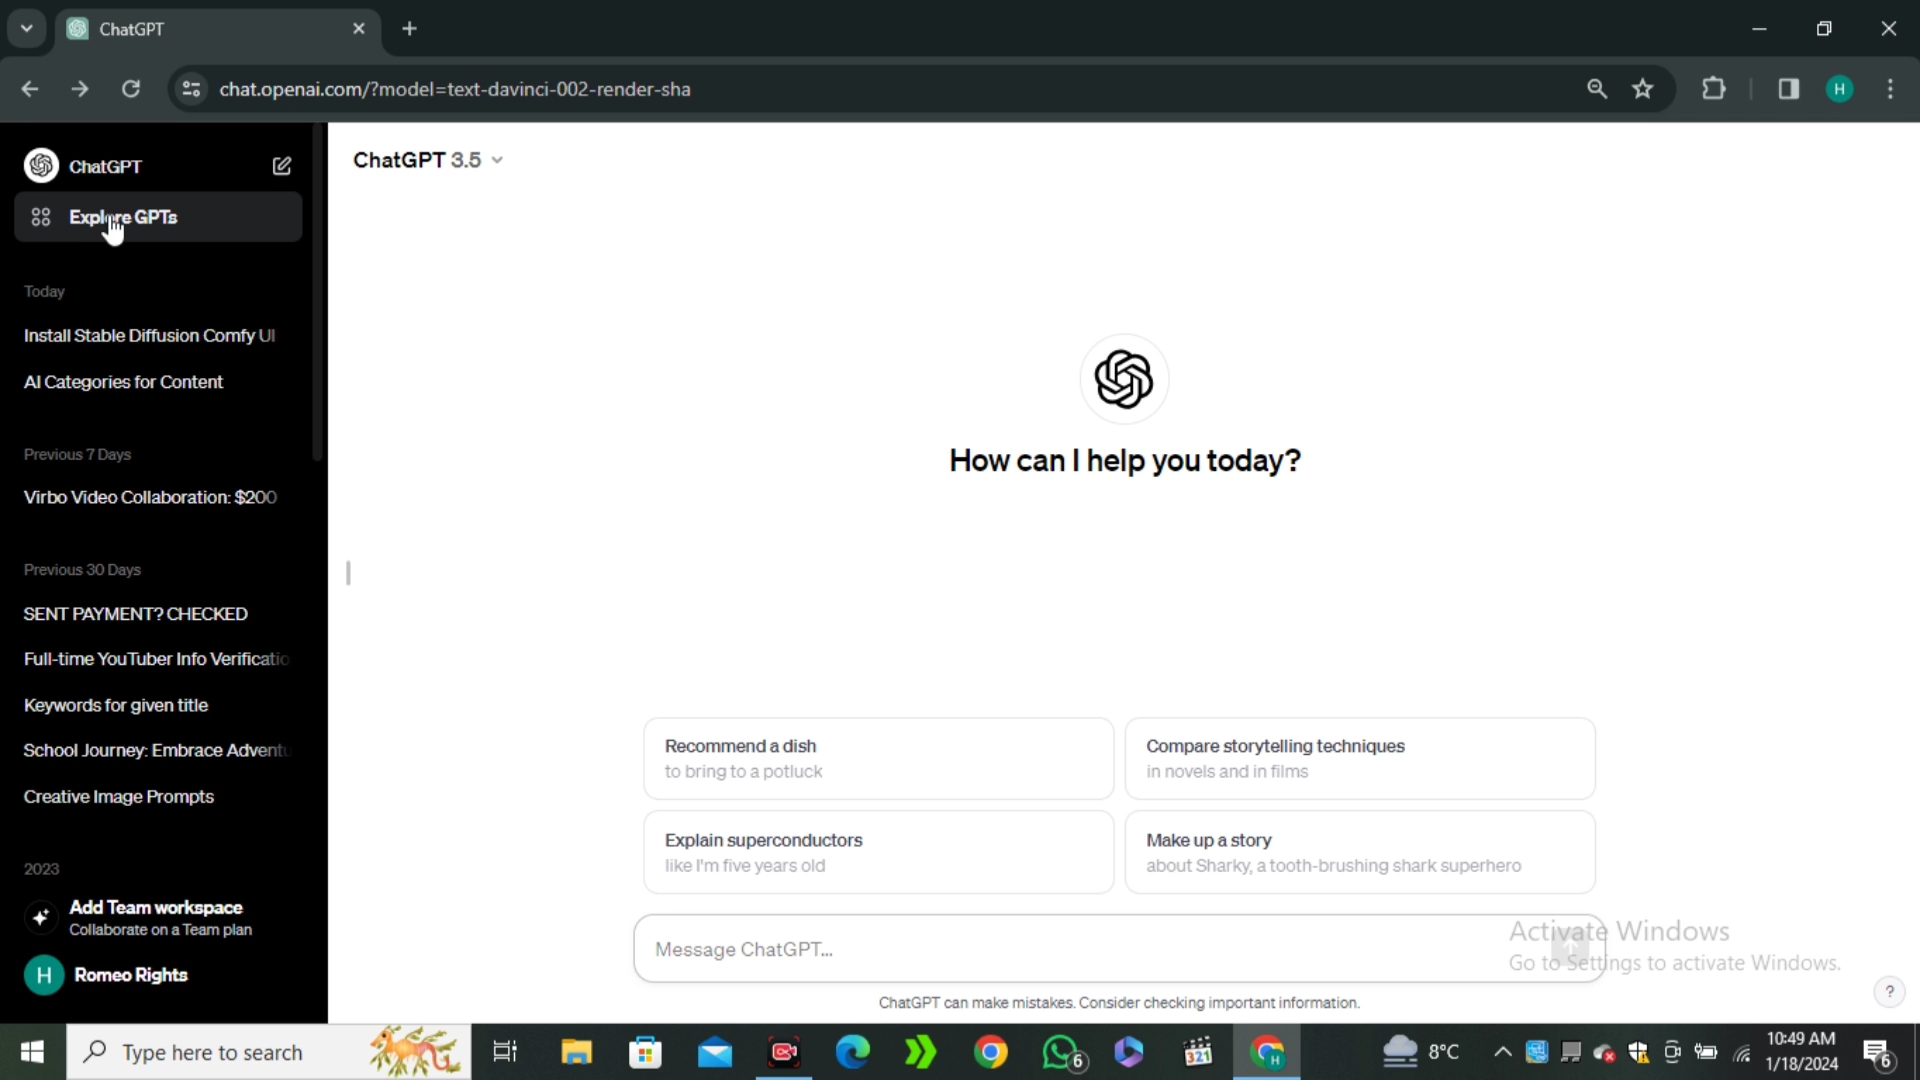 ChatGPT
chat.openai.com/?model=text-davinci-002-render-sha
H
ChatGPT
Explore GPTs
Today
Install Stable Diffusion Comfy UI
AI Categories for Content
Previous 7 Days
Virbo Video Collaboration: $200
Previous 30 Days
SENT PAYMENT? CHECKED
Full-time YouTuber Info Verificatio
Keywords for given title
School Journey: Embrace Adventu
Creative Image Prompts
2023
Add Team workspace
Collaborate on a Team plan
H Romeo Rights
ChatGPT 3.5
How can I help you today?
Recommend a dish
to bring to a potluck
Compare storytelling techniques
in novels and in films
Explain superconductors
like I'm five years old
Make up a story
about Sharky, a tooth-brushing shark superhero
Message ChatGPT...
Activate Windows
Go to Settings to activate Windows.
ChatGPT can make mistakes. Consider checking important information.
?
Type here to search
6
321
H
8°C
10:49 AM
1/18/2024
6